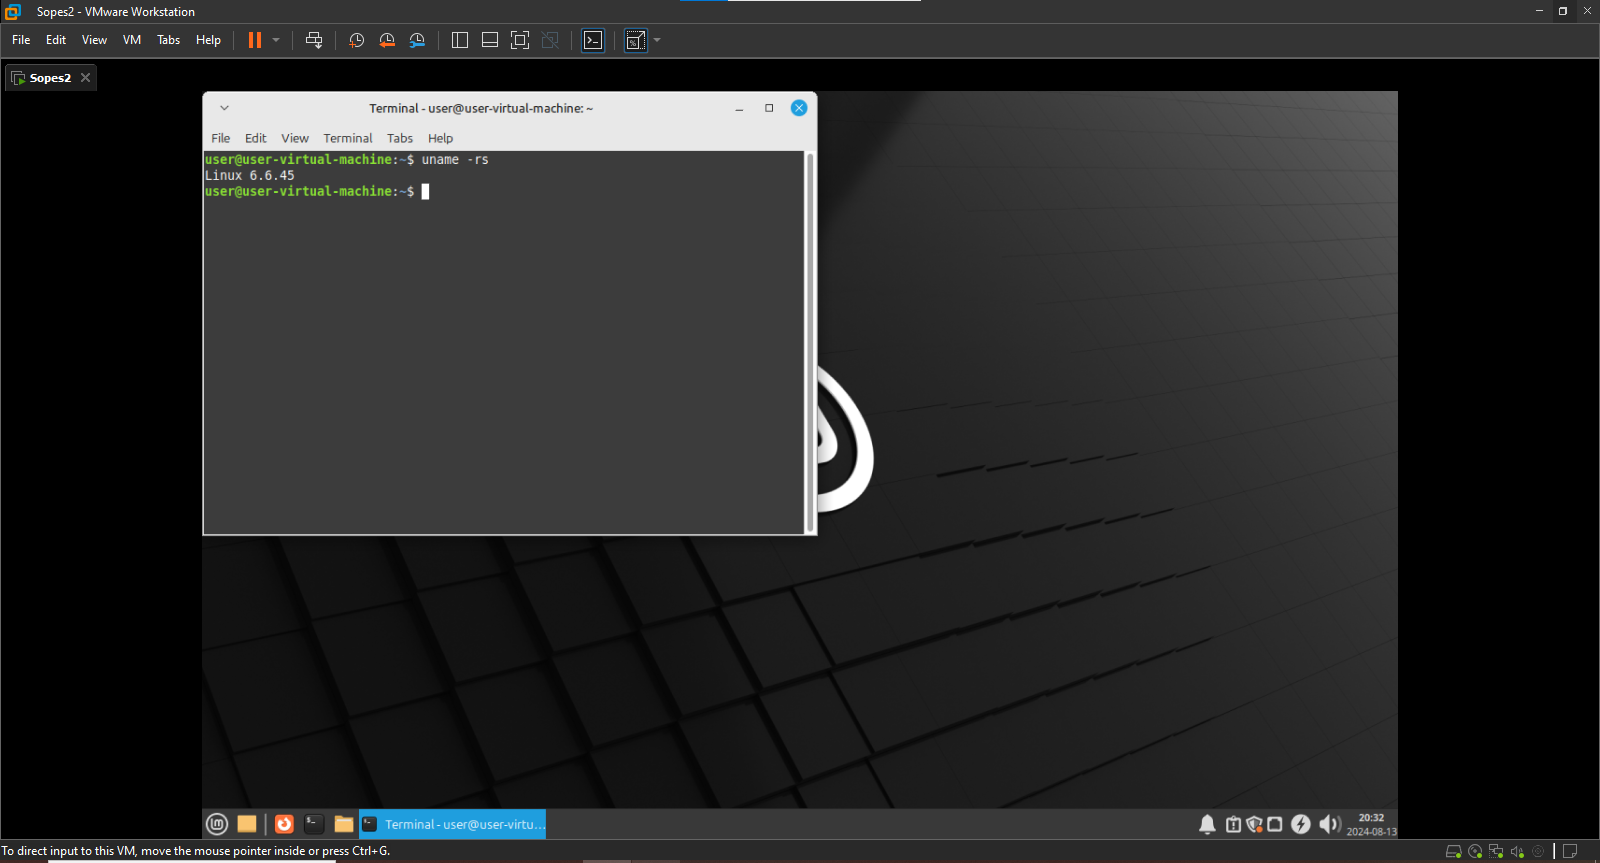 Sopes2 - VMware Workstation
File Edit View VM Tabs Help
Sopes2
Terminal - user@user-virtual-machine: ~
File Edit View Terminal Tabs Help
user@user-virtual-machine:~$ uname -rs
Linux 6.6.45
user@user-virtual-machine:~$
Terminal - user@user-virtu...
20:32
2024-08-13
To direct input to this VM, move the mouse pointer inside or press Ctrl+G.